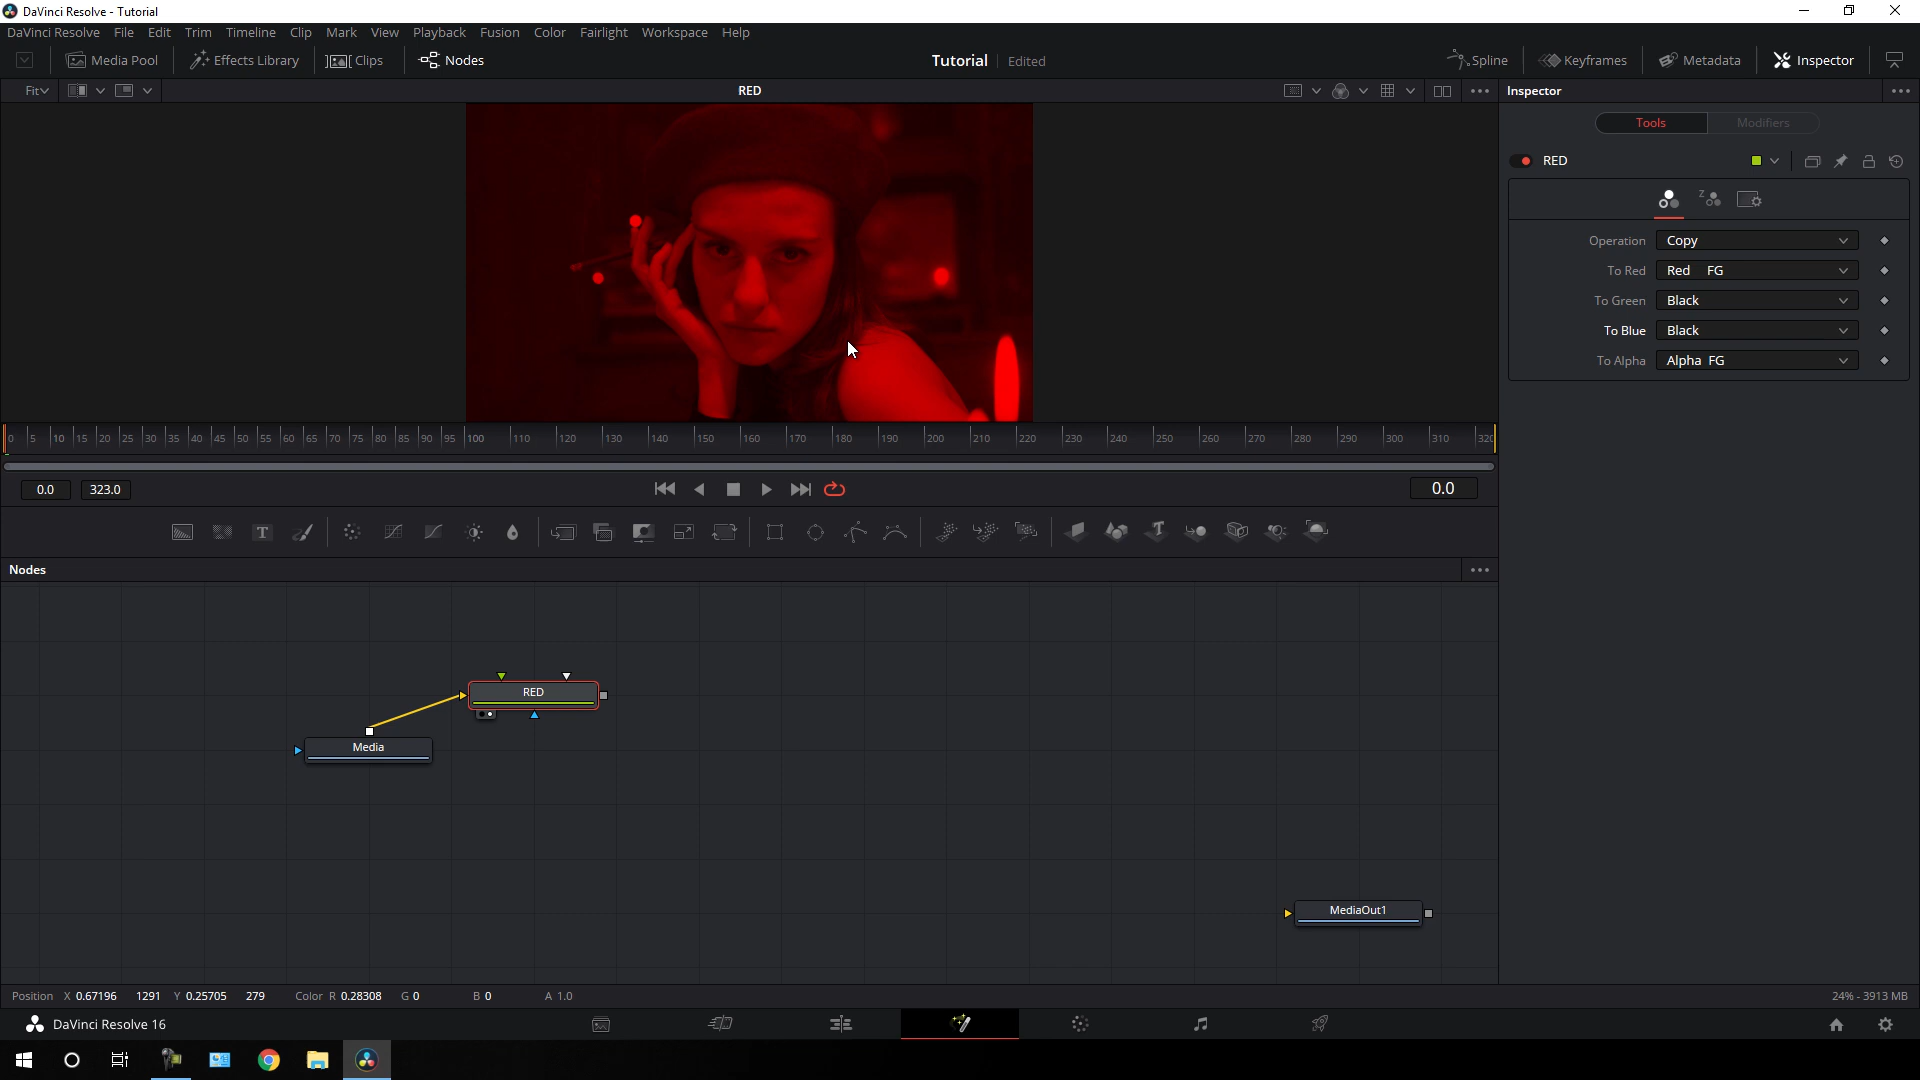 DaVinci Resolve - Tutorial
DaVinci Resolve File Edit Trim Timeline Clip Mark View Playback Fusion Color Fairlight Workspace Help
Media Pool Effects Library Clips Nodes Tutorial Edited Spline Keyframes Metadata Inspector
Fit RED Inspector
Tools Modifiers
RED
Operation Copy
To Red Red FG
To Green Black
To Blue Black
To Alpha Alpha FG
0 5 10 15 20 25 30 35 40 45 50 55 60 65 70 75 80 85 90 95 100 110 120 130 140 150 160 170 180 190 200 210 220 230 240 250 260 270 280 290 300 310 320
0.0 323.0 0.0
T T
Nodes
RED
Media
MediaOut1
Position X 0.67196 1291 Y 0.25705 279 Color R 0.28308 G 0 B 0 A 1.0 24% - 3913 MB
DaVinci Resolve 16